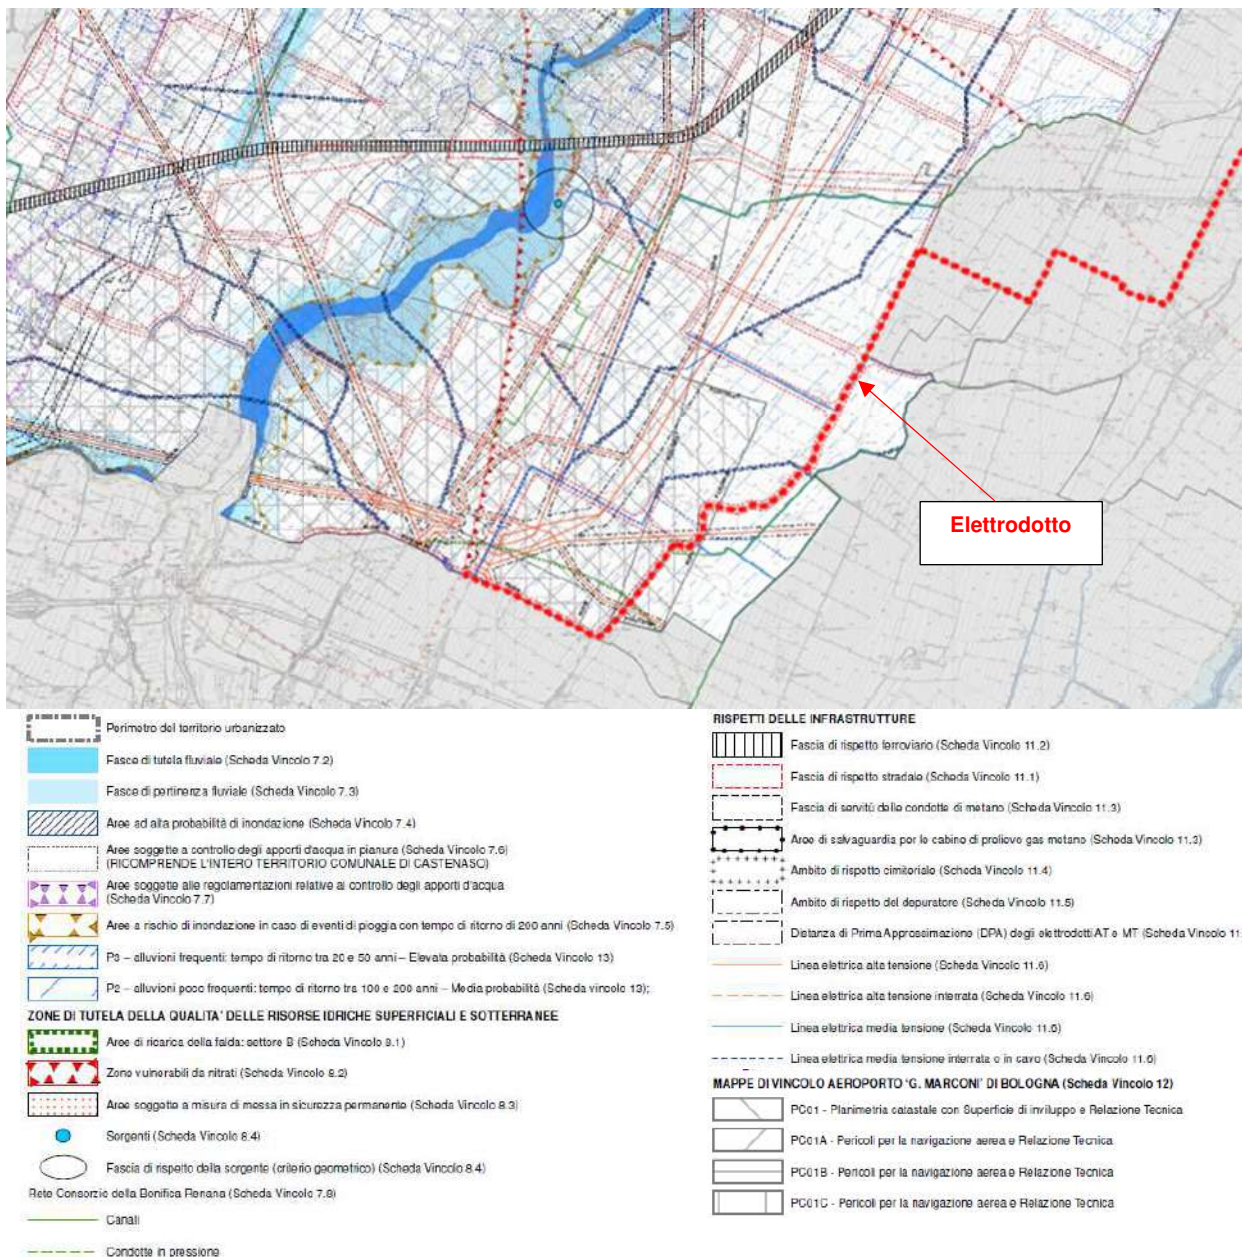 Elettrodotto
Perimetro del territorio urbanizzato
Fasce di tutela fluviale (Scheda Vincolo 7.2)
Fasce di pertinenza fluviale (Scheda Vincolo 7.3)
Aree ad alta probabilità di inondazione (Scheda Vincolo 7.4)
Aree soggette a controllo degli apporti d'acqua in pianura (Scheda Vincolo 7.6)
(RICOMPRENDE L'INTERO TERRITORIO COMUNALE DI CASTENASO)
Aree soggette alle regolamentazioni relative al controllo degli apporti d'acqua
(Scheda Vincolo 7.7)
Aree a rischio di inondazione in caso di eventi di pioggia con tempo di ritorno di 200 anni (Scheda Vincolo 7.5)
P3 – alluvioni frequenti: tempo di ritorno tra 20 e 50 anni – Elevata probabilità (Scheda Vincolo 13)
P2 – alluvioni poco frequenti: tempo di ritorno tra 100 e 200 anni – Media probabilità (Scheda vincolo 13);
ZONE DI TUTELA DELLA QUALITA' DELLE RISORSE IDRICHE SUPERFICIALI E SOTTERRANEE
Aree di ricarica della falda: settore B (Scheda Vincolo 8.1)
Zone vulnerabili da nitrati (Scheda Vincolo 8.2)
Aree soggette a misura di messa in sicurezza permanente (Scheda Vincolo 8.3)
Sorgenti (Scheda Vincolo 8.4)
Fascia di rispetto della sorgente (criterio geometrico) (Scheda Vincolo 8.4)
Rete Consorzio della Bonifica Renana (Scheda Vincolo 7.8)
Canali
Condotte in pressione
RISPETTI DELLE INFRASTRUTTURE
Fascia di rispetto ferroviario (Scheda Vincolo 11.2)
Fascia di rispetto stradale (Scheda Vincolo 11.1)
Fascia di servitù delle condotte di metano (Scheda Vincolo 11.3)
Aree di salvaguardia per le cabine di prelievo gas metano (Scheda Vincolo 11.3)
Ambito di rispetto cimiteriale (Scheda Vincolo 11.4)
Ambito di rispetto del depuratore (Scheda Vincolo 11.5)
Distanza di Prima Approssimazione (DPA) degli elettrodotti AT e MT (Scheda Vincolo 11
Linea elettrica alta tensione (Scheda Vincolo 11.6)
Linea elettrica alta tensione interrata (Scheda Vincolo 11.6)
Linea elettrica media tensione (Scheda Vincolo 11.6)
Linea elettrica media tensione interrata o in cavo (Scheda Vincolo 11.6)
MAPPE DI VINCOLO AEROPORTO 'G. MARCONI' DI BOLOGNA (Scheda Vincolo 12)
PC01 - Planimetria catastale con Superficie di inviluppo e Relazione Tecnica
PC01A - Pericoli per la navigazione aerea e Relazione Tecnica
PC01B - Pericoli per la navigazione aerea e Relazione Tecnica
PC01C - Pericoli per la navigazione aerea e Relazione Tecnica